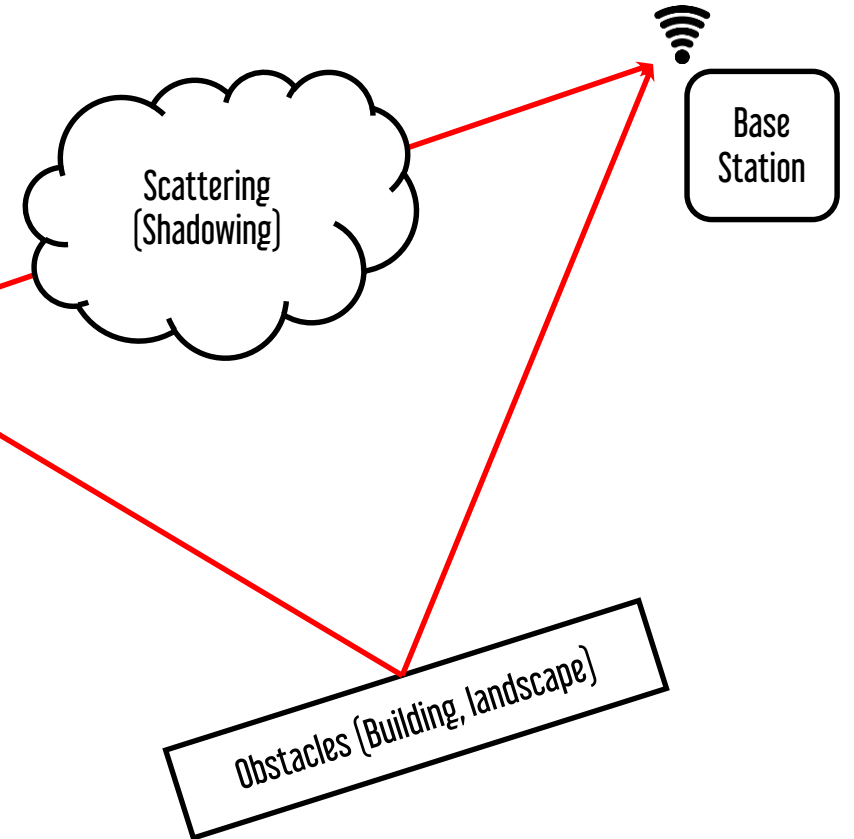 Base
Station
Scattering
(Shadowing)
Obstacles (Building, landscape)